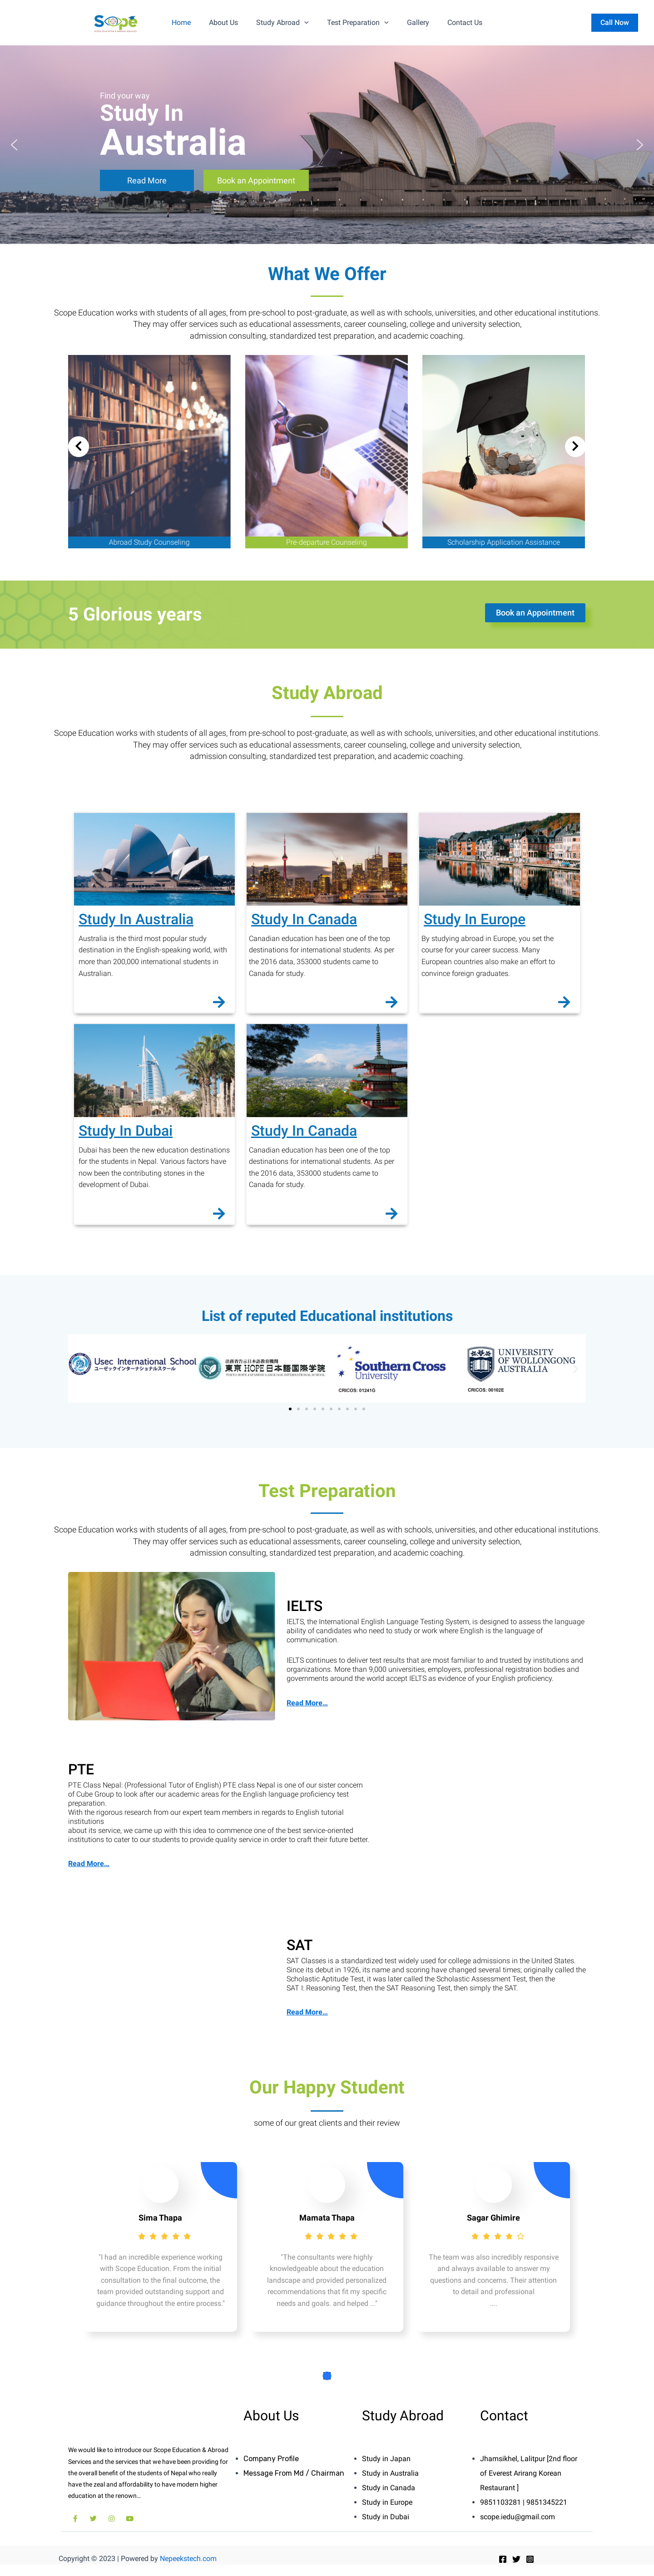 Scope
Home
About Us
Study Abroad
Test Preparation
Gallery
Contact Us
Call Now
Find your way
Study In
Australia
Read More
Book an Appointment
What We Offer
Scope Education works with students of all ages, from pre-school to post-graduate, as well as with schools, universities, and other educational institutions.
They may offer services such as educational assessments, career counseling, college and university selection,
admission consulting, standardized test preparation, and academic coaching.
Abroad Study Counseling
Pre-departure Counseling
Scholarship Application Assistance
5 Glorious years
Book an Appointment
Study Abroad
Scope Education works with students of all ages, from pre-school to post-graduate, as well as with schools, universities, and other educational institutions.
They may offer services such as educational assessments, career counseling, college and university selection,
admission consulting, standardized test preparation, and academic coaching.
Study In Australia
Australia is the third most popular study
destination in the English-speaking world, with
more than 200,000 international students in
Australian.
Study In Canada
Canadian education has been one of the top
destinations for international students. As per
the 2016 data, 353000 students came to
Canada for study.
Study In Europe
By studying abroad in Europe, you set the
course for your career success. Many
European countries also make an effort to
convince foreign graduates.
Study In Dubai
Dubai has been the new education destinations
for the students in Nepal. Various factors have
now been the contributing stones in the
development of Dubai.
Study In Canada
Canadian education has been one of the top
destinations for international students. As per
the 2016 data, 353000 students came to
Canada for study.
List of reputed Educational institutions
Usec International School
ユーゼックインターナショナルスクール
法務省告示日本語教育機関
東京HOPE日本語国際学院
Southern Cross
University
CRICOS: 01241G
UNIVERSITY
OF WOLLONGONG
AUSTRALIA
CRICOS: 00102E
Test Preparation
Scope Education works with students of all ages, from pre-school to post-graduate, as well as with schools, universities, and other educational institutions.
They may offer services such as educational assessments, career counseling, college and university selection,
admission consulting, standardized test preparation, and academic coaching.
IELTS
IELTS, the International English Language Testing System, is designed to assess the language
ability of candidates who need to study or work where English is the language of
communication.
IELTS continues to deliver test results that are most familiar to and trusted by institutions and
organizations. More than 9,000 universities, employers, professional registration bodies and
governments around the world accept IELTS as evidence of your English proficiency.
Read More...
PTE
PTE Class Nepal: (Professional Tutor of English) PTE class Nepal is one of our sister concern
of Cube Group to look after our academic areas for the English language proficiency test
preparation.
With the rigorous research from our expert team members in regards to English tutorial
institutions
about its service, we came up with this idea to commence one of the best service-oriented
institutions to cater to our students to provide quality service in order to craft their future better.
Read More...
SAT
SAT Classes is a standardized test widely used for college admissions in the United States.
Since its debut in 1926, its name and scoring have changed several times; originally called the
Scholastic Aptitude Test, it was later called the Scholastic Assessment Test, then the
SAT I: Reasoning Test, then the SAT Reasoning Test, then simply the SAT.
Read More...
Our Happy Student
some of our great clients and their review
Sima Thapa
"I had an incredible experience working
with Scope Education. From the initial
consultation to the final outcome, the
team provided outstanding support and
guidance throughout the entire process."
Mamata Thapa
"The consultants were highly
knowledgeable about the education
landscape and provided personalized
recommendations that fit my specific
needs and goals. and helped ..."
Sagar Ghimire
The team was also incredibly responsive
and always available to answer my
questions and concerns. Their attention
to detail and professional
....
We would like to introduce our Scope Education & Abroad
Services and the services that we have been providing for
the overall benefit of the students of Nepal who really
have the zeal and affordability to have modern higher
education at the renown...
About Us
Company Profile
Message From Md / Chairman
Study Abroad
Study in Japan
Study in Australia
Study in Canada
Study in Europe
Study in Dubai
Contact
Jhamsikhel, Lalitpur [2nd floor
of Everest Arirang Korean
Restaurant ]
9851103281 | 9851345221
scope.iedu@gmail.com
Copyright © 2023 | Powered by Nepeekstech.com